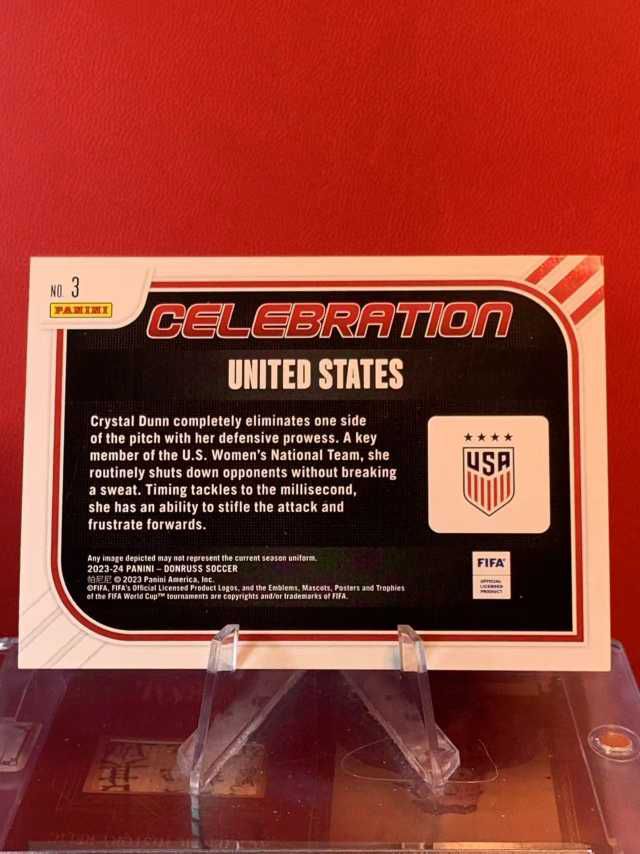 NO. 3
PANINI
CELEBRATION
UNITED STATES
Crystal Dunn completely eliminates one side
of the pitch with her defensive prowess. A key
member of the U.S. Women's National Team, she
routinely shuts down opponents without breaking
a sweat. Timing tackles to the millisecond,
she has an ability to stifle the attack and
frustrate forwards.
USA
Any image depicted may not represent the current season uniform.
2023-24 PANINI – DONRUSS SOCCER
帕尼尼 © 2023 Panini America, Inc.
©FIFA, FIFA's Official Licensed Product Logos, and the Emblems, Mascots, Posters and Trophies
of the FIFA World Cup™ tournaments are copyrights and/or trademarks of FIFA.
FIFA®
OFFICIAL
LICENSED
PRODUCT